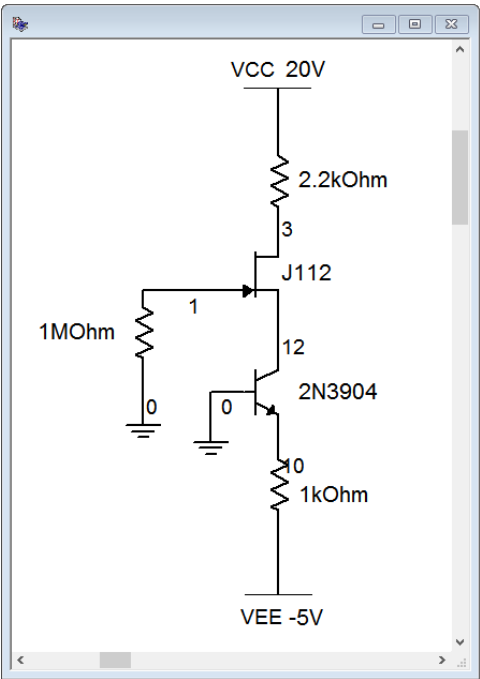 VCC 20V
2.2kOhm
3
J112
1
1MOhm
12
0
0
2N3904
10
1kOhm
VEE -5V